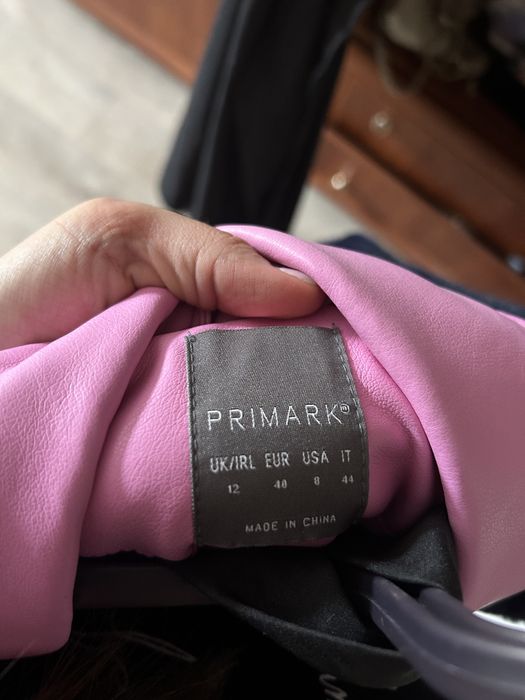 PRIMARK®
UK/IRL EUR USA IT
12 40 8 44
MADE IN CHINA